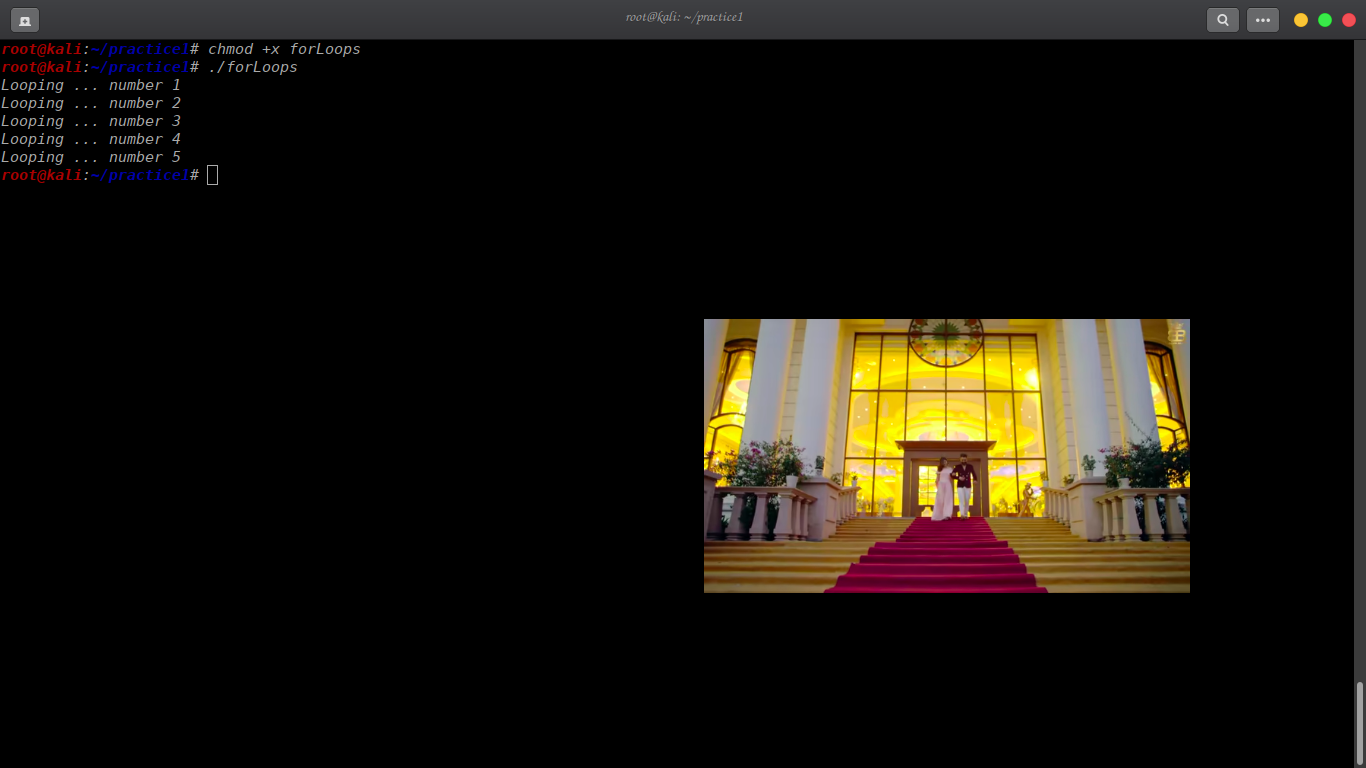 root@kali: ~/practice1
root@kali:~/practice1# chmod +x forLoops
root@kali:~/practice1# ./forLoops
Looping ... number 1
Looping ... number 2
Looping ... number 3
Looping ... number 4
Looping ... number 5
root@kali:~/practice1#